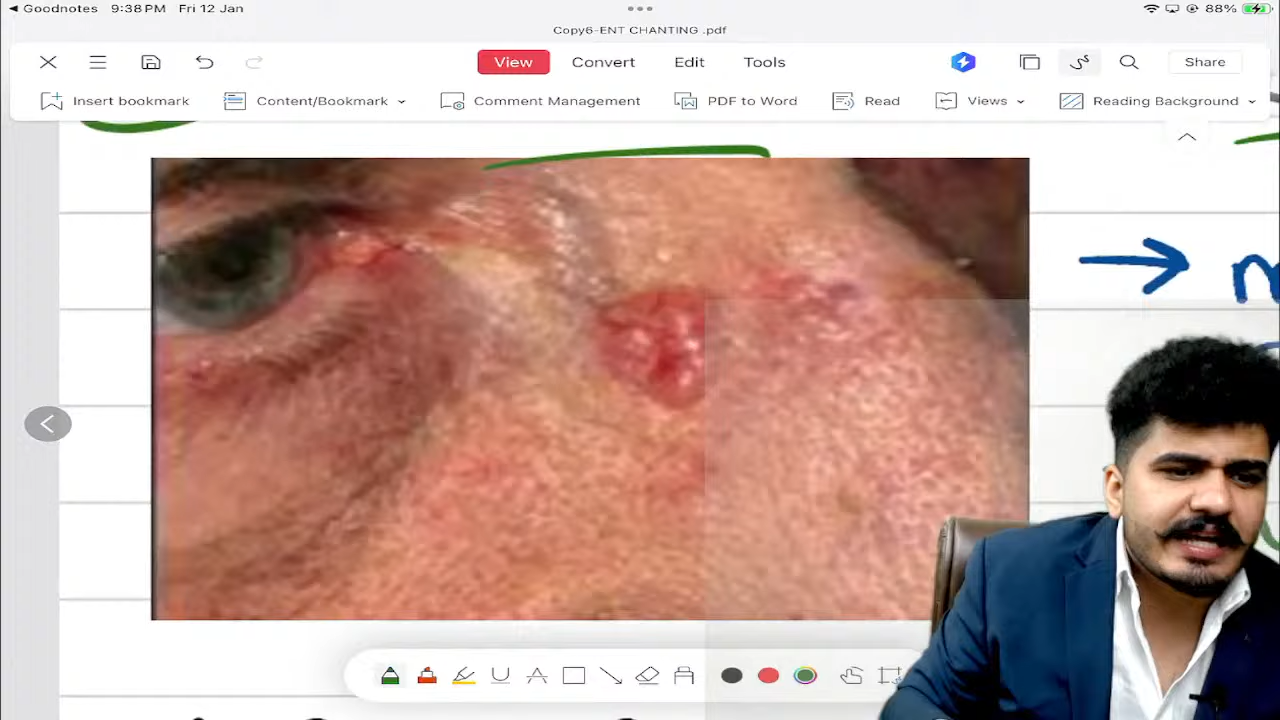 Goodnotes 9:38 PM Fri 12 Jan 88%
Copy6-ENT CHANTING .pdf
View Convert Edit Tools Share
Insert bookmark Content/Bookmark Comment Management PDF to Word Read Views Reading Background